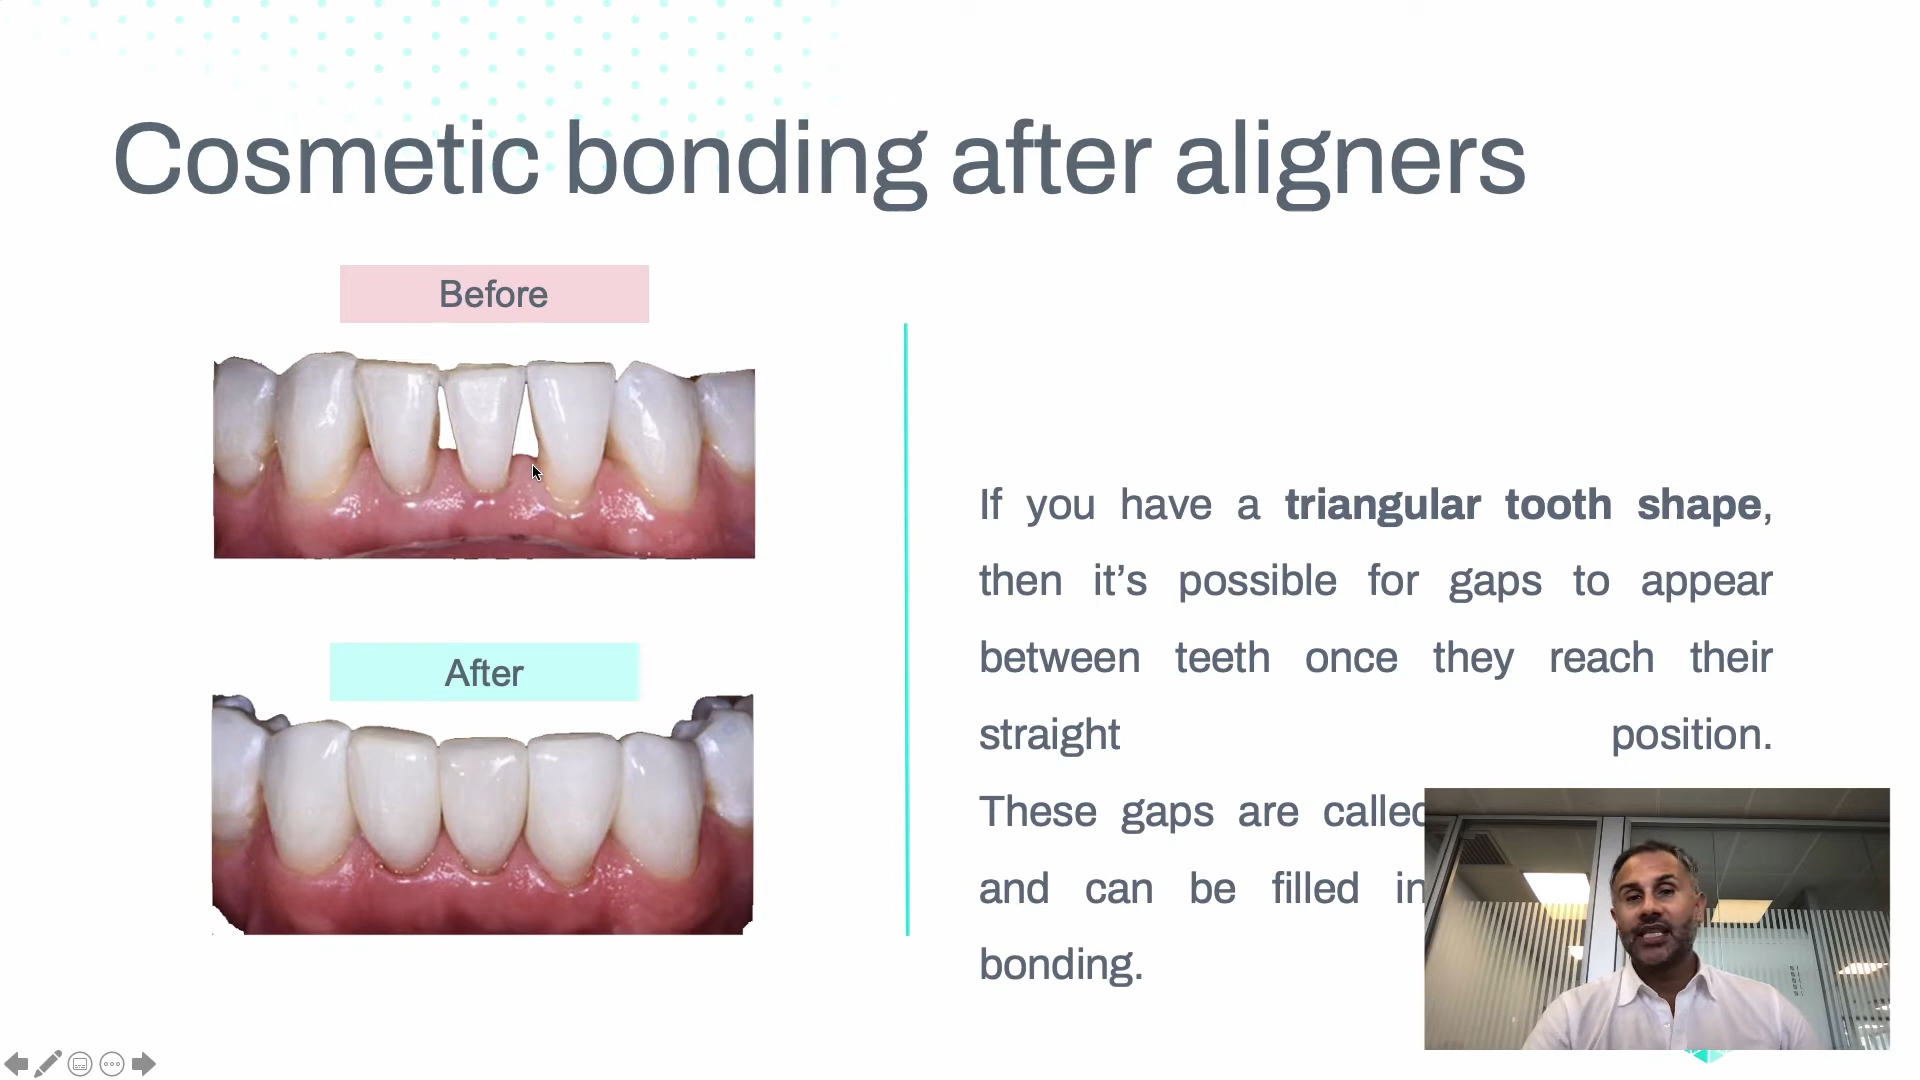 Cosmetic bonding after aligners
Before
After
If you have a triangular tooth shape,
then it’s possible for gaps to appear
between teeth once they reach their
straight position.
These gaps are called
and can be filled in
bonding.